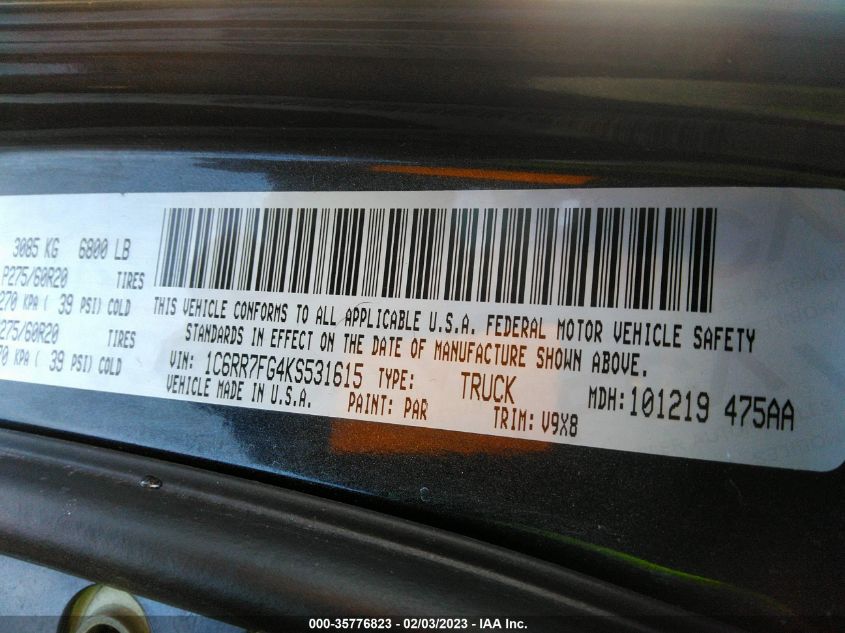 3085 KG 6800 LB
P275/60R20 TIRES
270 KPA ( 39 PSI) COLD
275/60R20 TIRES
70 KPA ( 39 PSI) COLD
THIS VEHICLE CONFORMS TO ALL APPLICABLE U.S.A. FEDERAL MOTOR VEHICLE SAFETY
STANDARDS IN EFFECT ON THE DATE OF MANUFACTURE SHOWN ABOVE.
VIN: 1C6RR7FG4KS531615 TYPE: TRUCK MDH:101219 475AA
VEHICLE MADE IN U.S.A. PAINT: PAR TRIM: V9X8
000-35776823 - 02/03/2023 - IAA Inc.